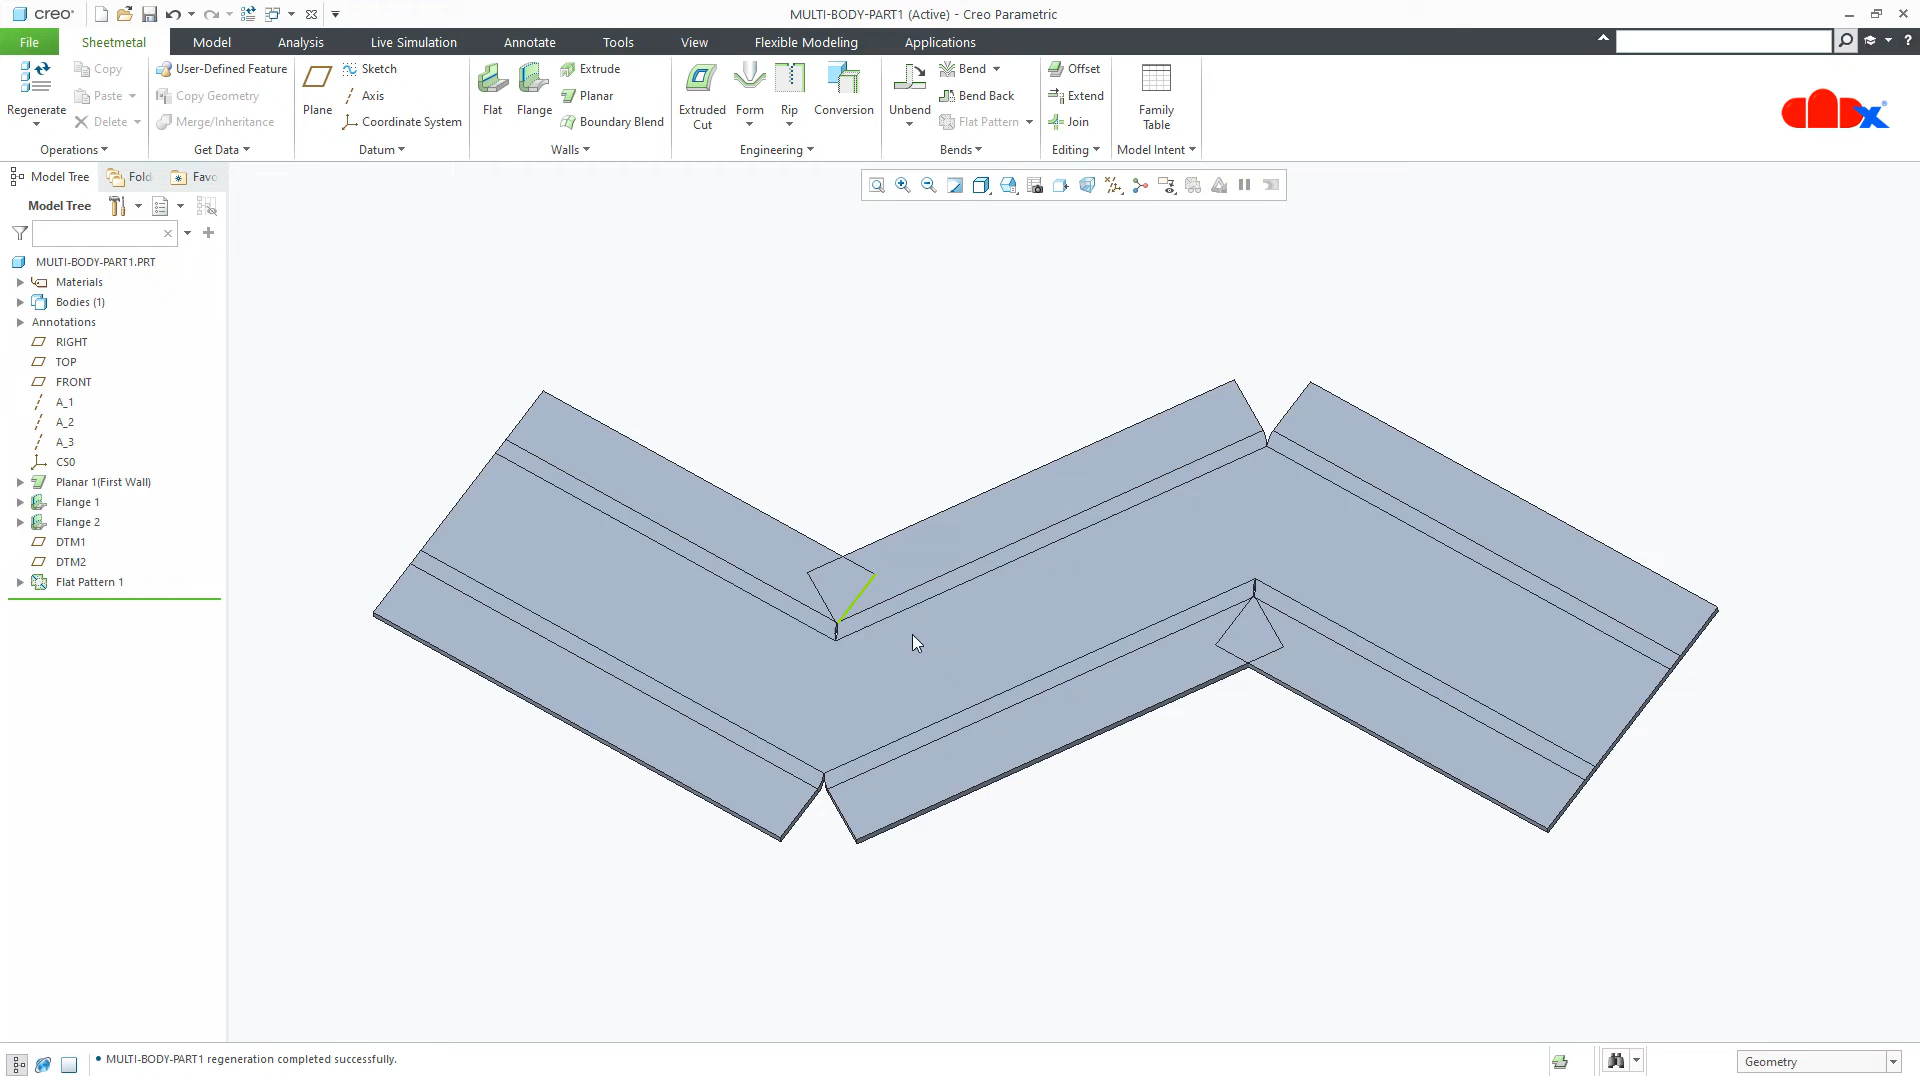 creo®
MULTI-BODY-PART1 (Active) - Creo Parametric
File
Sheetmetal
Model
Analysis
Live Simulation
Annotate
Tools
View
Flexible Modeling
Applications
Regenerate
Copy
Paste
Delete
Operations
User-Defined Feature
Copy Geometry
Merge/Inheritance
Get Data
Plane
Sketch
Axis
Coordinate System
Datum
Flat
Flange
Extrude
Planar
Boundary Blend
Walls
Extruded
Cut
Form
Rip
Conversion
Engineering
Unbend
Bend
Bend Back
Flat Pattern
Bends
Offset
Extend
Join
Editing
Family
Table
Model Intent
Model Tree
Fold
Favo
Model Tree
MULTI-BODY-PART1.PRT
Materials
Bodies (1)
Annotations
RIGHT
TOP
FRONT
A_1
A_2
A_3
CS0
Planar 1(First Wall)
Flange 1
Flange 2
DTM1
DTM2
Flat Pattern 1
MULTI-BODY-PART1 regeneration completed successfully.
Geometry